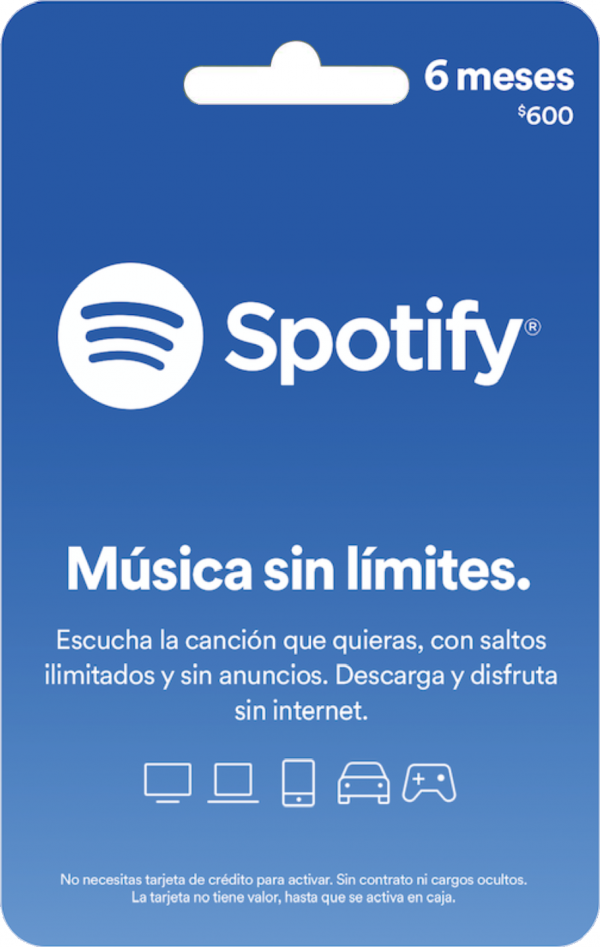 6 meses
$600
Spotify®
Música sin límites.
Escucha la canción que quieras, con saltos
ilimitados y sin anuncios. Descarga y disfruta
sin internet.
No necesitas tarjeta de crédito para activar. Sin contrato ni cargos ocultos.
La tarjeta no tiene valor, hasta que se activa en caja.